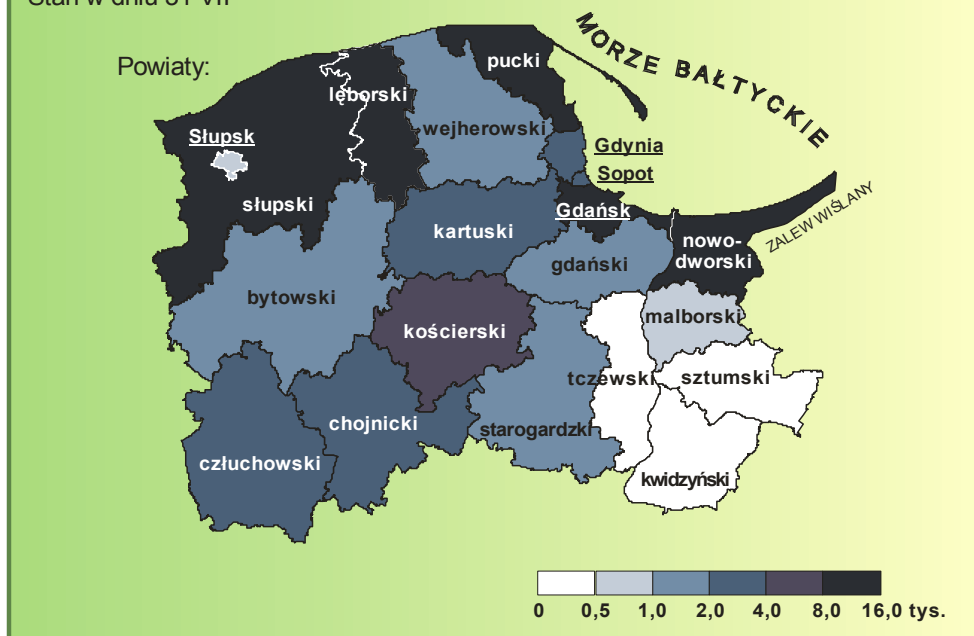 Powiaty:
MORZE BAŁTYCKIE
pucki
lęborski
wejherowski
Słupsk
Gdynia
Sopot
słupski
Gdańsk
kartuski
nowo-
dworski
ZALEW WIŚLANY
gdański
bytowski
malborski
kościerski
tczewski
sztumski
chojnicki
starogardzki
człuchowski
kwidzyński
0 0,5 1,0 2,0 4,0 8,0 16,0 tys.